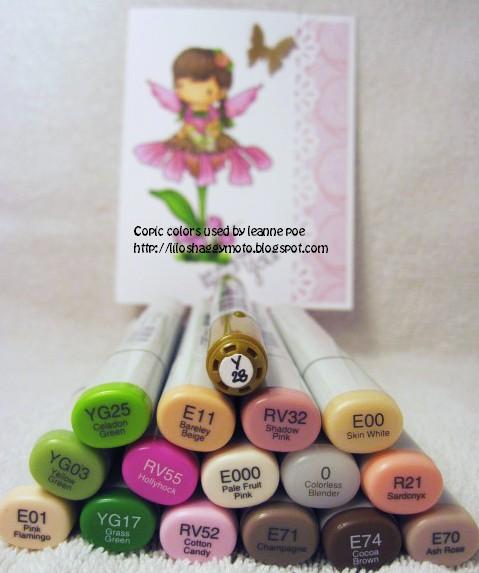 Copic colors used by leanne poe
http://liloshaggymoto.blogspot.com
Y
28
YG25
Celadon
Green
E11
Bareley
Beige
RV32
Shadow
Pink
E00
Skin White
YG03
Yellow
Green
RV55
Hollyhock
E000
Pale Fruit
Pink
0
Colorless
Blender
R21
Sardonyx
E01
Pink
Flamingo
YG17
Grass
Green
RV52
Cotton
Candy
E71
Champagne
E74
Cocoa
Brown
E70
Ash Rose